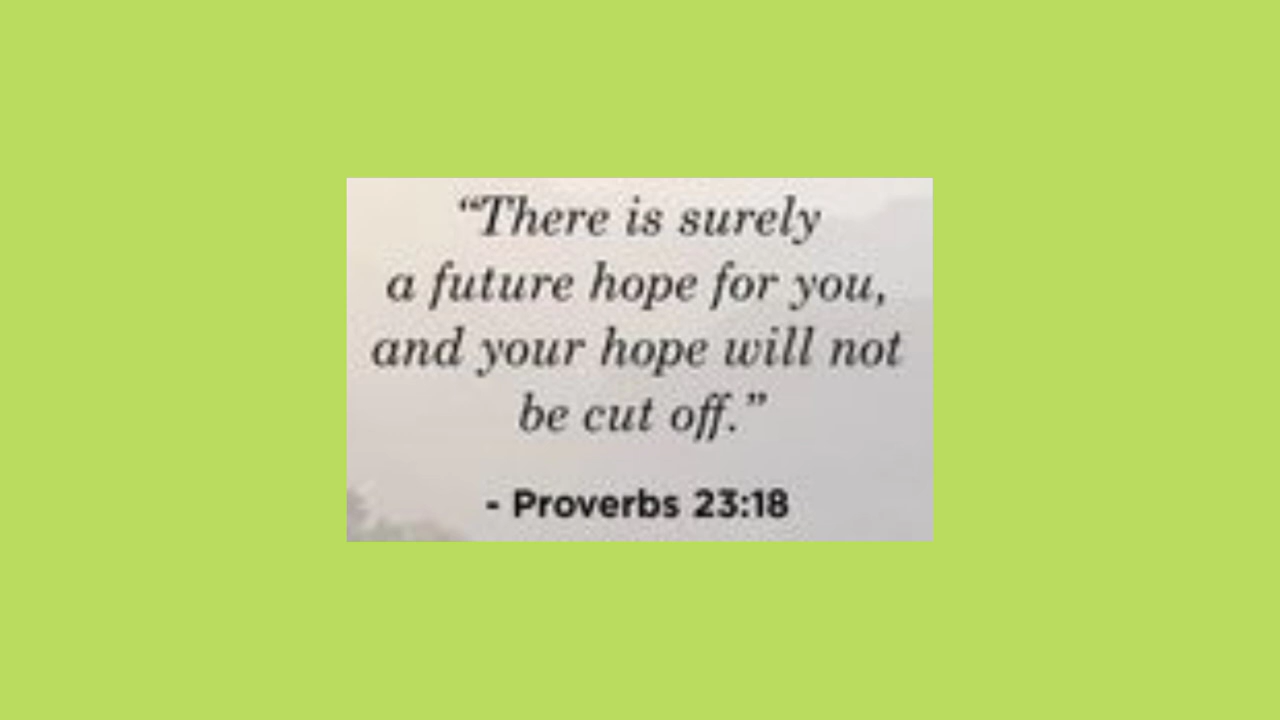 “There is surely
a future hope for you,
and your hope will not
be cut off.”
- Proverbs 23:18